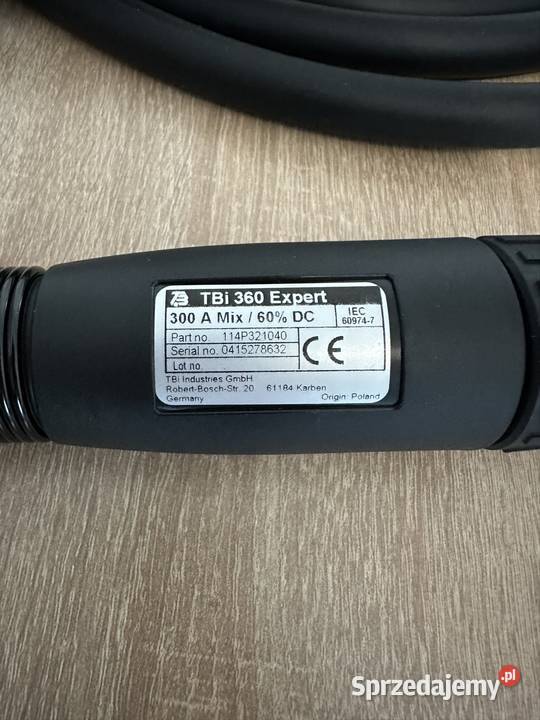 TBi 360 Expert
300 A Mix / 60% DC
IEC
60974-7
Part no. 114P321040
Serial no. 0415278632
Lot no.
CE
TBi Industries GmbH
Robert-Bosch-Str. 20 61184 Karben
Germany Origin: Poland
Sprzedajemy.pl